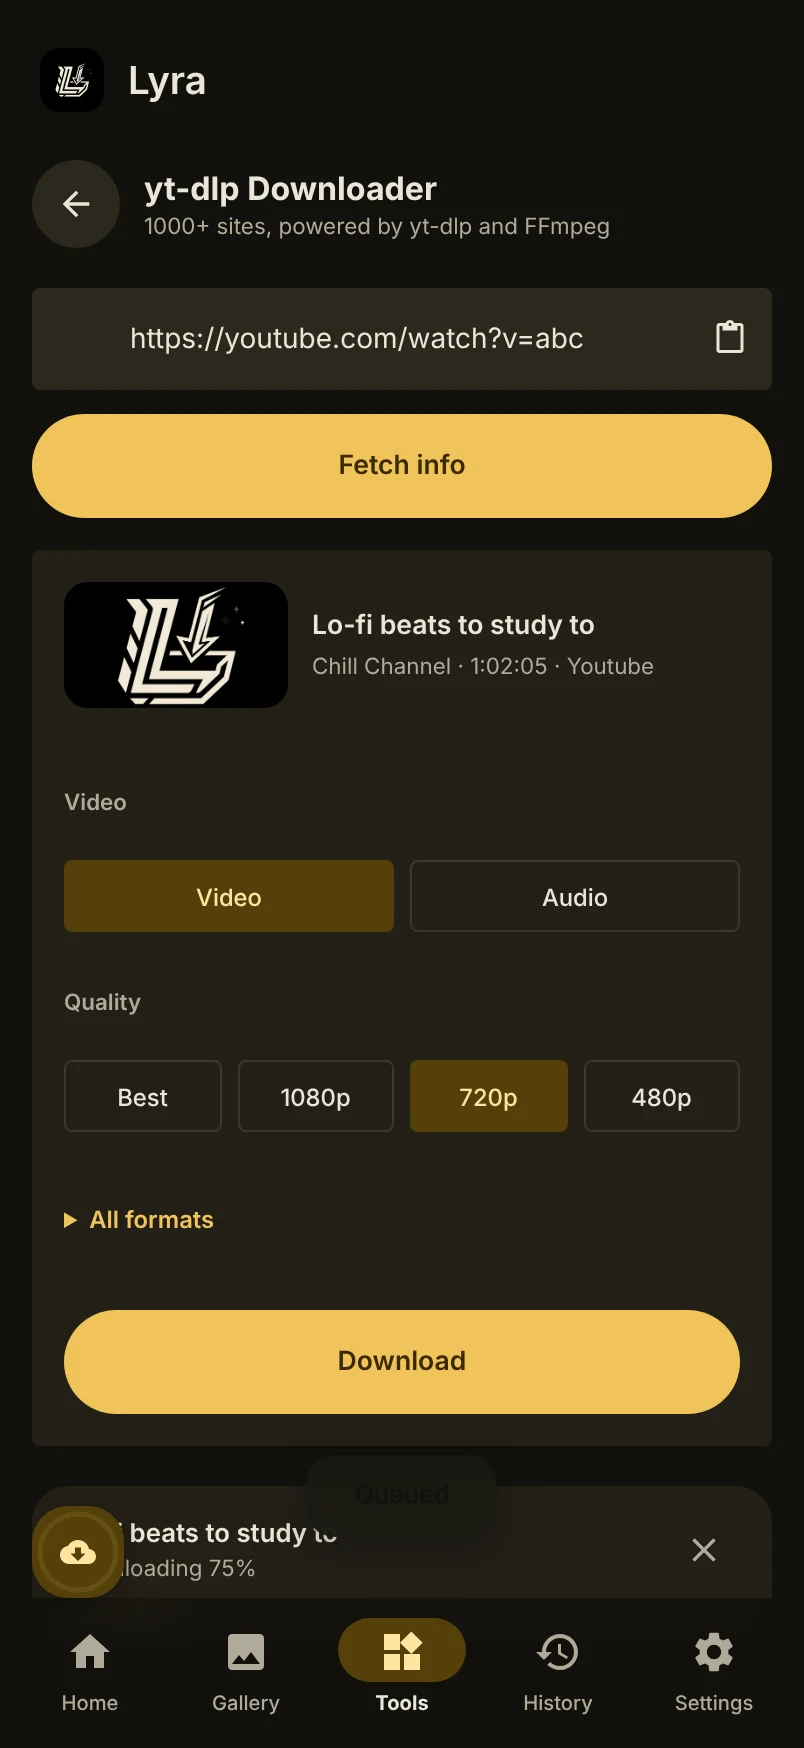 Lyra
yt-dlp Downloader
1000+ sites, powered by yt-dlp and FFmpeg
https://youtube.com/watch?v=abc
Fetch info
Lo-fi beats to study to
Chill Channel · 1:02:05 · Youtube
Video
Video Audio
Quality
Best 1080p 720p 480p
All formats
Download
Queued
beats to study to
loading 75%
Home Gallery Tools History Settings